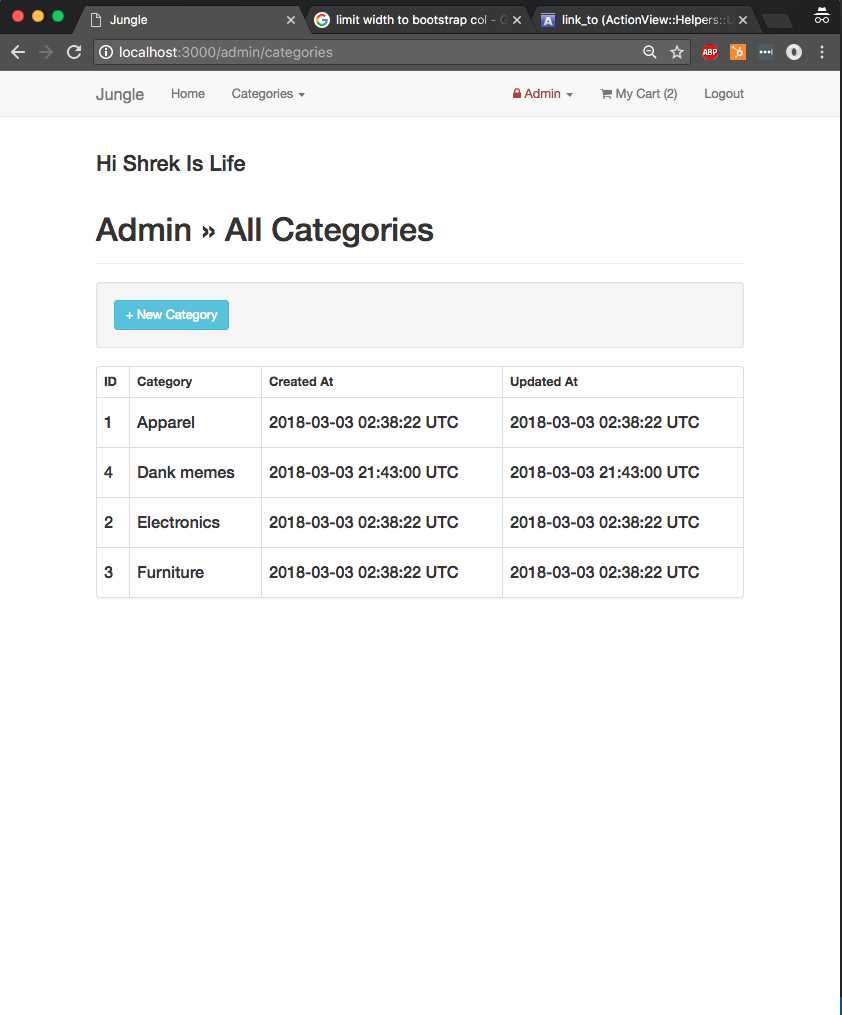 Jungle
limit width to bootstrap col - G
link_to (ActionView::Helpers::U
localhost:3000/admin/categories
ABP
Jungle Home Categories Admin My Cart (2) Logout
Hi Shrek Is Life
Admin » All Categories
+ New Category
ID Category Created At Updated At
1 Apparel 2018-03-03 02:38:22 UTC 2018-03-03 02:38:22 UTC
4 Dank memes 2018-03-03 21:43:00 UTC 2018-03-03 21:43:00 UTC
2 Electronics 2018-03-03 02:38:22 UTC 2018-03-03 02:38:22 UTC
3 Furniture 2018-03-03 02:38:22 UTC 2018-03-03 02:38:22 UTC